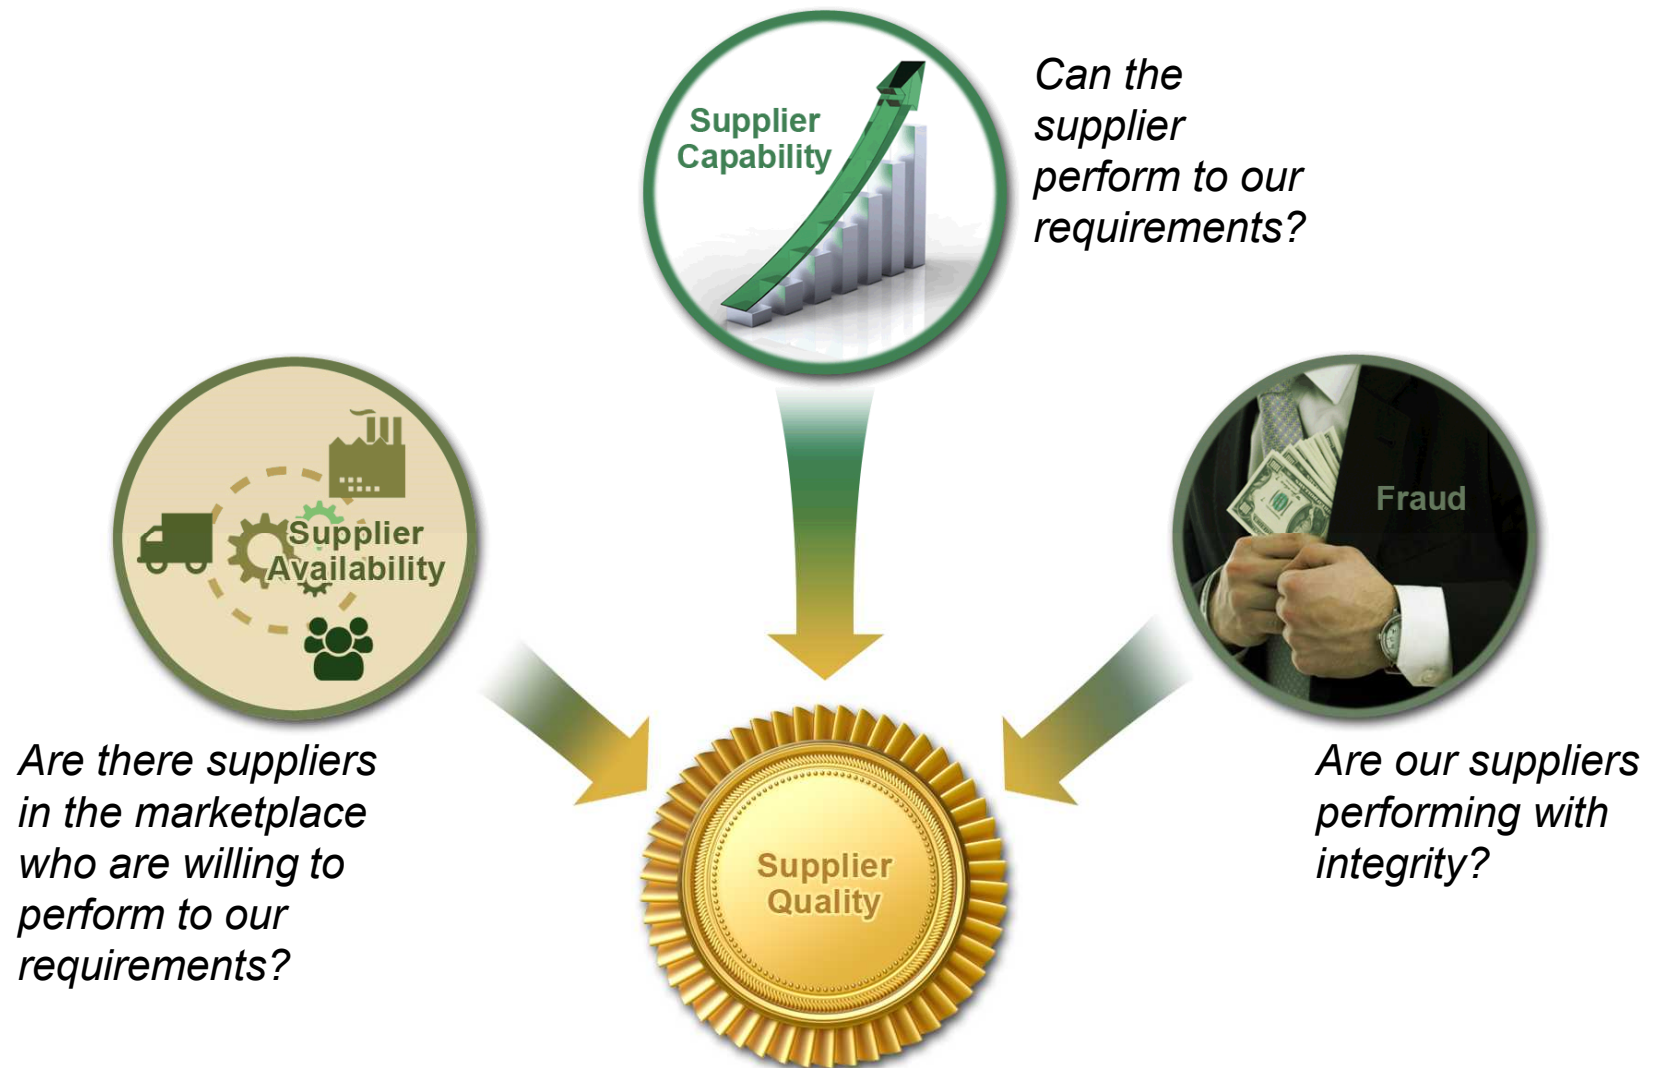 Supplier
Capability
Can the
supplier
perform to our
requirements?
Supplier
Availability
Are there suppliers
in the marketplace
who are willing to
perform to our
requirements?
Fraud
Are our suppliers
performing with
integrity?
Supplier
Quality